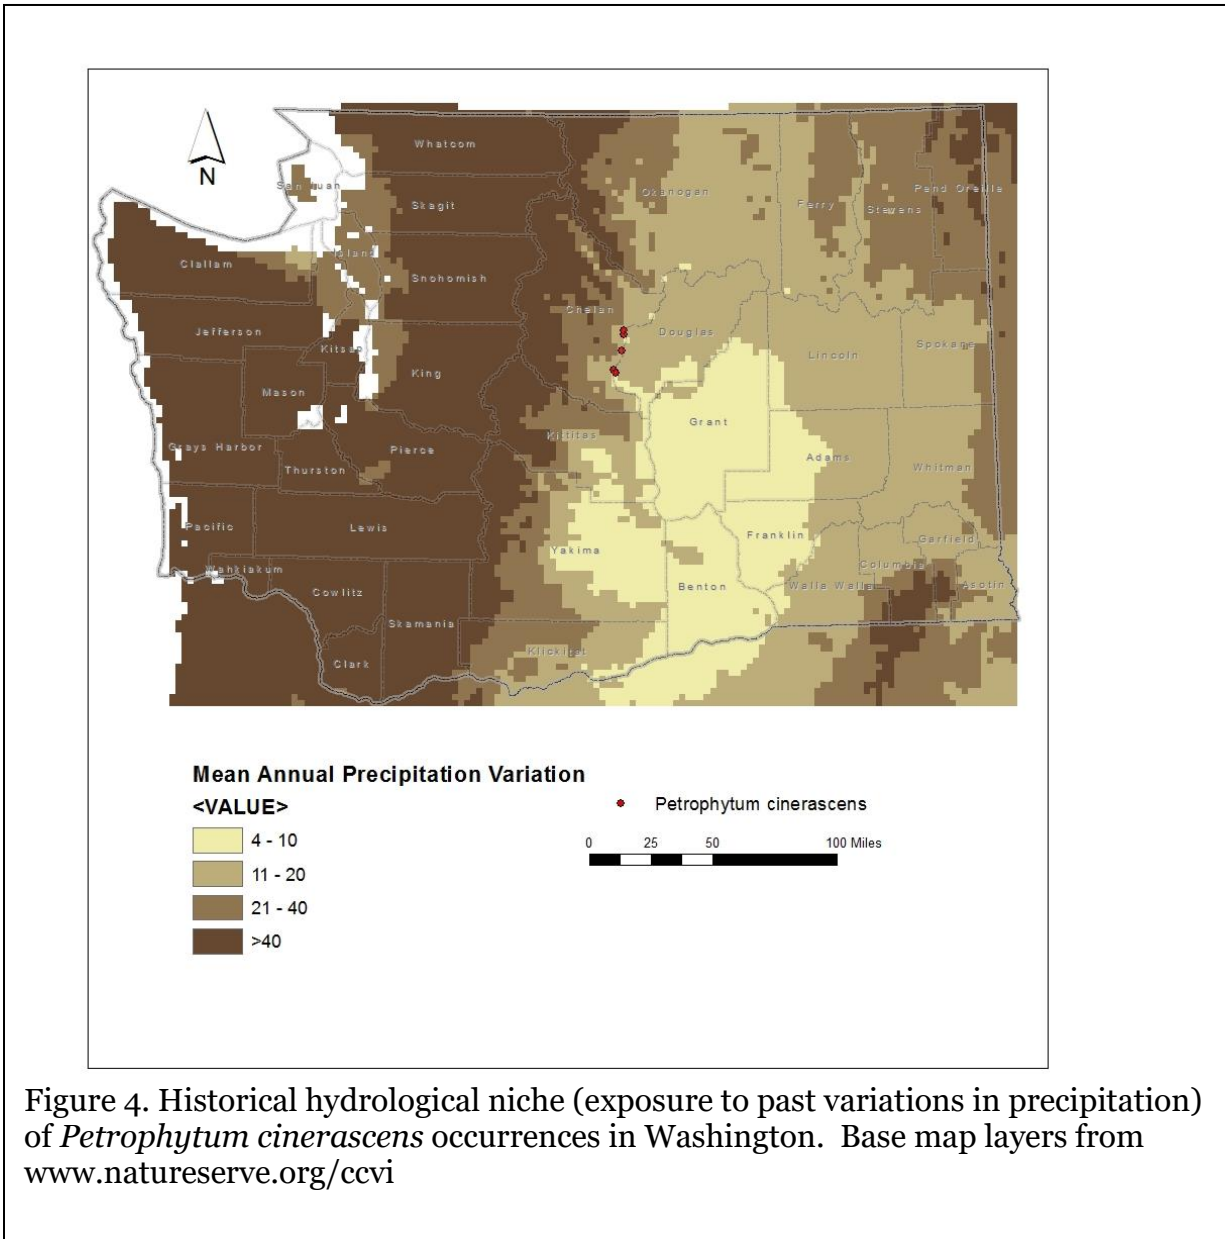 N
Whatcom
San Juan
Skagit
Okanogan
Ferry
Stevens
Pend Oreille
Island
Clallam
Snohomish
Chelan
Jefferson
Douglas
Kitsap
King
Lincoln
Spokane
Mason
Grant
Grays Harbor
Pierce
Kittitas
Thurston
Adams
Whitman
Pacific
Lewis
Yakima
Franklin
Garfield
Wahkiakum
Columbia
Cowlitz
Benton
Walla Walla
Asotin
Skamania
Klickitat
Clark
Mean Annual Precipitation Variation
<VALUE>
4 - 10
11 - 20
21 - 40
>40
Petrophytum cinerascens
0 25 50 100 Miles
Figure 4. Historical hydrological niche (exposure to past variations in precipitation)
of Petrophytum cinerascens occurrences in Washington. Base map layers from
www.natureserve.org/ccvi